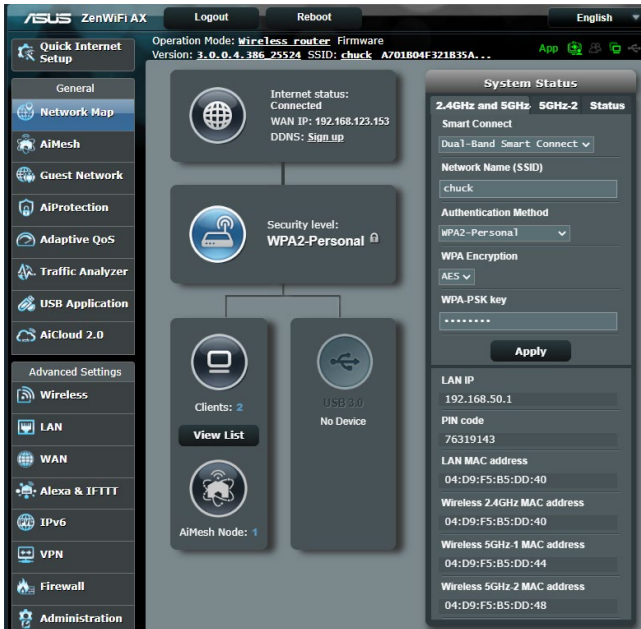 ASUS ZenWiFi AX Logout Reboot English
Quick Internet Setup
Operation Mode: Wireless router Firmware
Version: 3.0.0.4.386_25524 SSID: chuck A701B04F321B35A...
App
General
Network Map
AiMesh
Guest Network
AiProtection
Adaptive QoS
Traffic Analyzer
USB Application
AiCloud 2.0
Advanced Settings
Wireless
LAN
WAN
Alexa & IFTTT
IPv6
VPN
Firewall
Administration
Internet status:
Connected
WAN IP: 192.168.123.153
DDNS: Sign up
Security level:
WPA2-Personal
Clients: 2
View List
AiMesh Node: 1
USB 3.0
No Device
System Status
2.4GHz and 5GHz- 5GHz-2 Status
Smart Connect
Dual-Band Smart Connect
Network Name (SSID)
chuck
Authentication Method
WPA2-Personal
WPA Encryption
AES
WPA-PSK key
········
Apply
LAN IP
192.168.50.1
PIN code
76319143
LAN MAC address
04:D9:F5:B5:DD:40
Wireless 2.4GHz MAC address
04:D9:F5:B5:DD:40
Wireless 5GHz-1 MAC address
04:D9:F5:B5:DD:44
Wireless 5GHz-2 MAC address
04:D9:F5:B5:DD:48